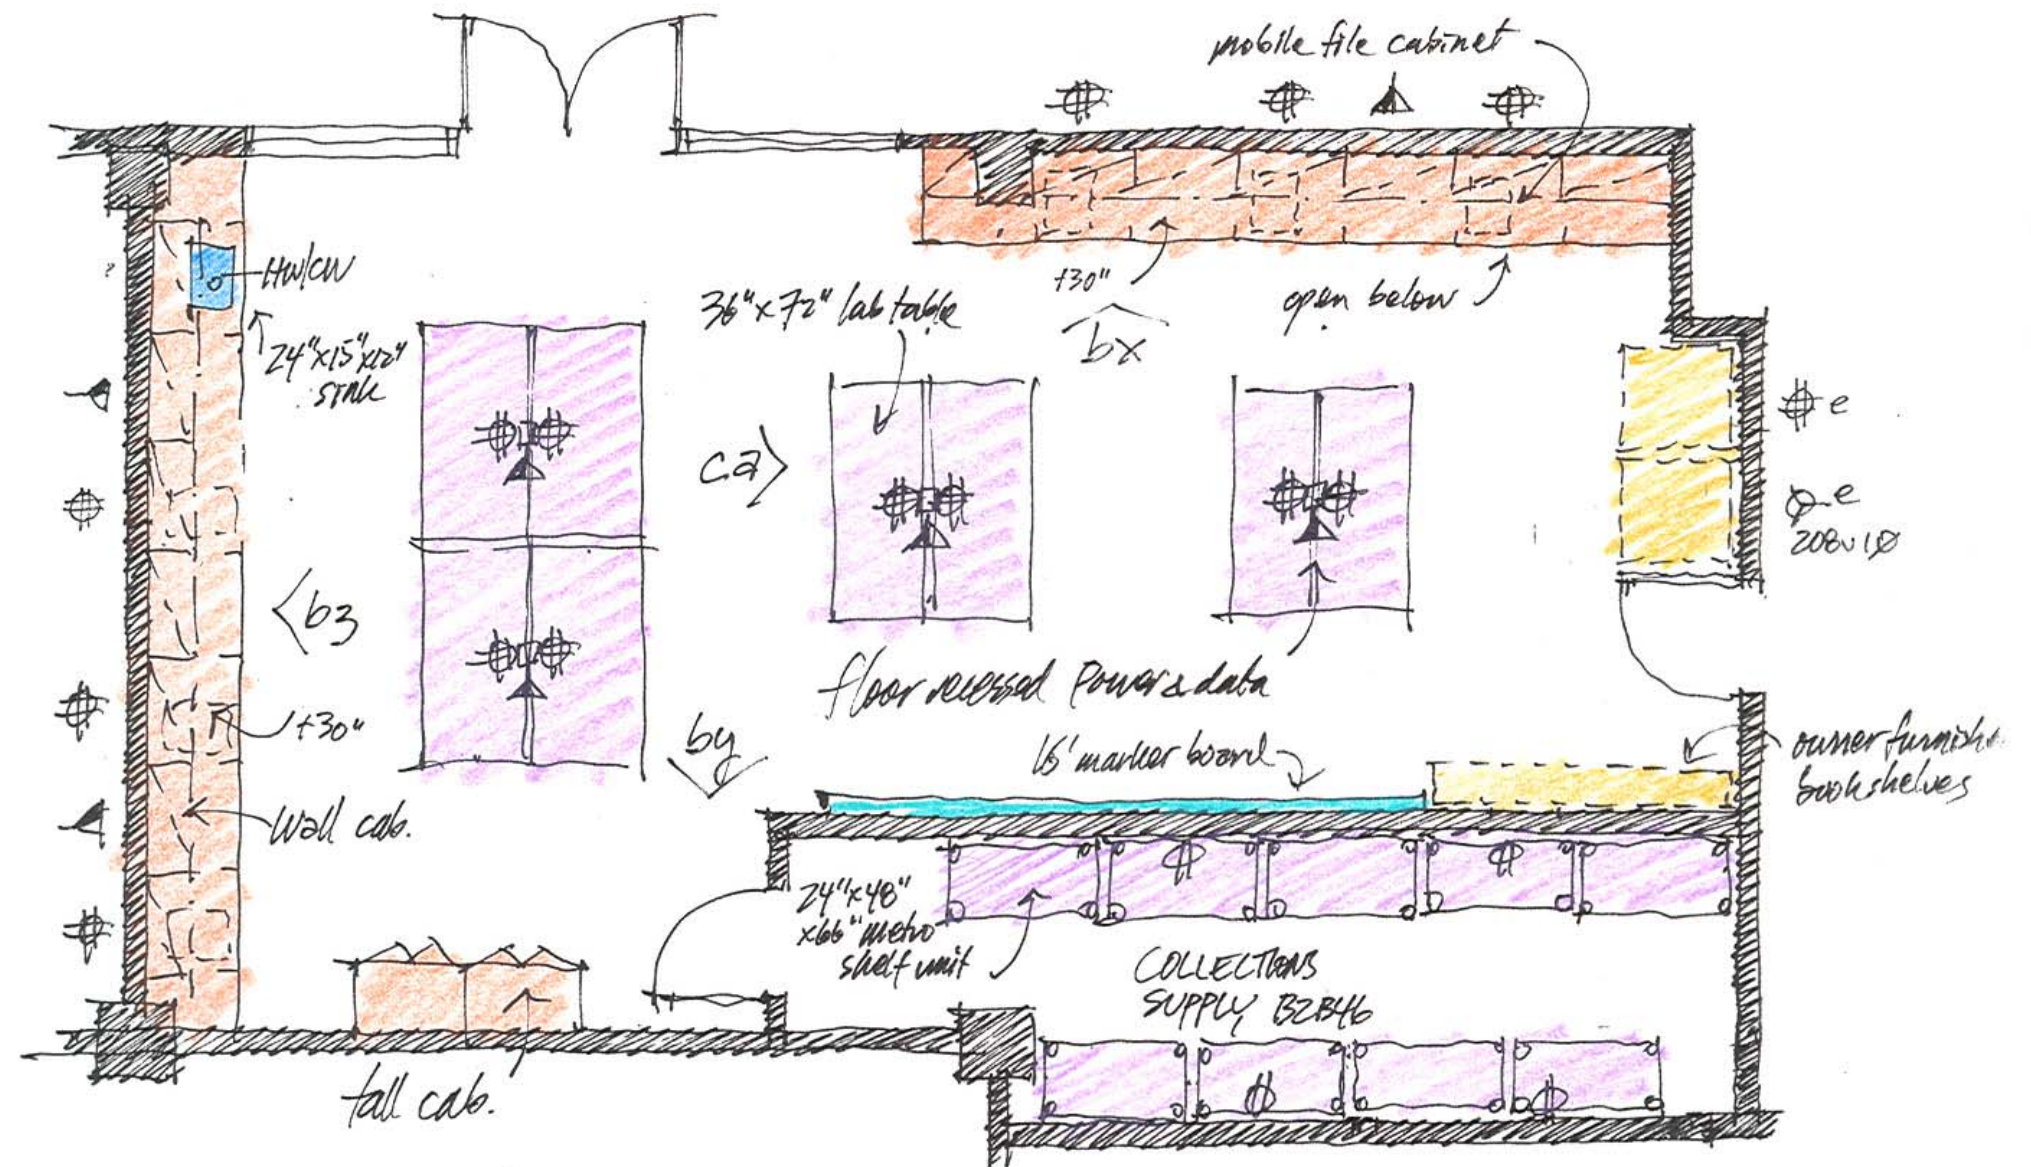 mobile file cabinet
HW/CW
24"x15"x12"
sink
36"x72" lab table
+30"
open below
bx
ca
e
e
208v 1Ø
b3
+30"
Wall cab.
floor recessed power & data
by
16' marker board
owner furnish
bookshelves
24"x48"
x66" metro
shelf unit
COLLECTIONS
SUPPLY, B2B46
tall cab.